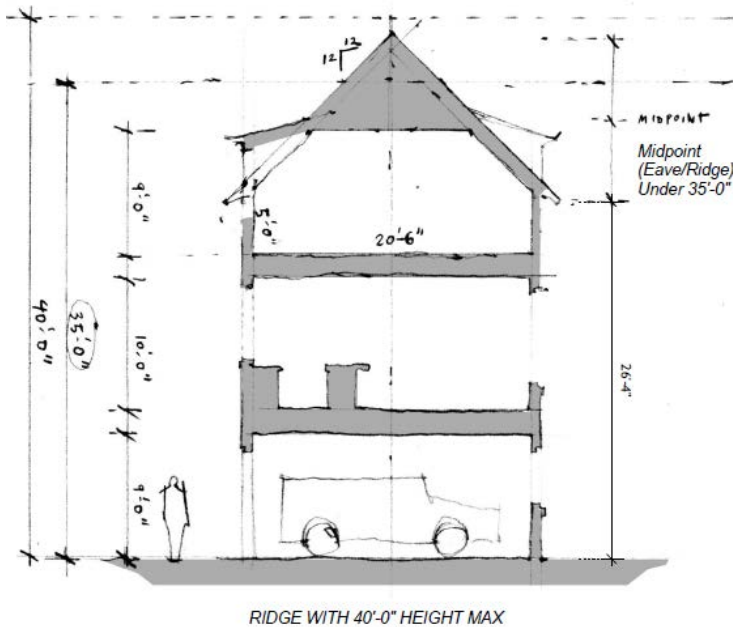 12
12
MIDPOINT
Midpoint
(Eave/Ridge)
Under 35'-0"
9'-0"
5'-0"
20'-6"
40'-0"
35'-0"
10'-0"
26'-4"
9'-0"
RIDGE WITH 40'-0" HEIGHT MAX